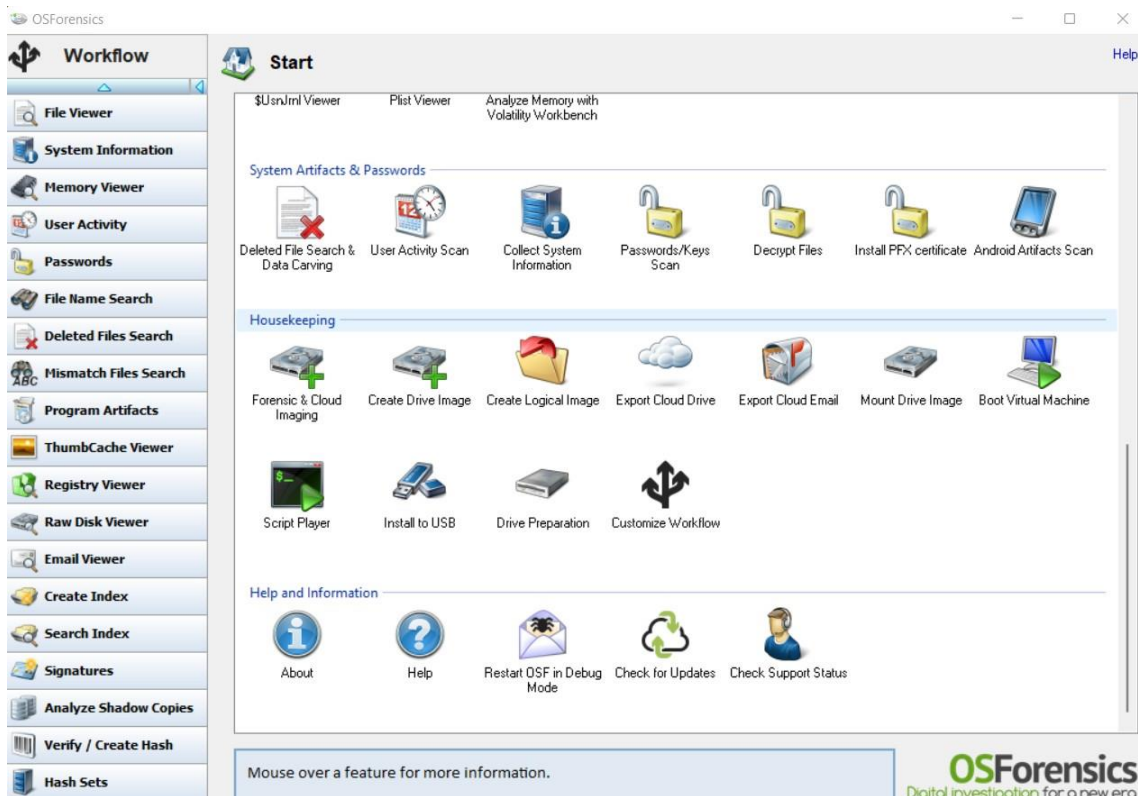 OSForensics
Workflow
File Viewer
System Information
Memory Viewer
User Activity
Passwords
File Name Search
Deleted Files Search
Mismatch Files Search
Program Artifacts
ThumbCache Viewer
Registry Viewer
Raw Disk Viewer
Email Viewer
Create Index
Search Index
Signatures
Analyze Shadow Copies
Verify / Create Hash
Hash Sets
Start
Help
$UsnJrnl Viewer
Plist Viewer
Analyze Memory with
Volatility Workbench
System Artifacts & Passwords
Deleted File Search &
Data Carving
User Activity Scan
Collect System
Information
Passwords/Keys
Scan
Decrypt Files
Install PFX certificate
Android Artifacts Scan
Housekeeping
Forensic & Cloud
Imaging
Create Drive Image
Create Logical Image
Export Cloud Drive
Export Cloud Email
Mount Drive Image
Boot Virtual Machine
Script Player
Install to USB
Drive Preparation
Customize Workflow
Help and Information
About
Help
Restart OSF in Debug
Mode
Check for Updates
Check Support Status
Mouse over a feature for more information.
OSForensics
Digital investigation for a new era